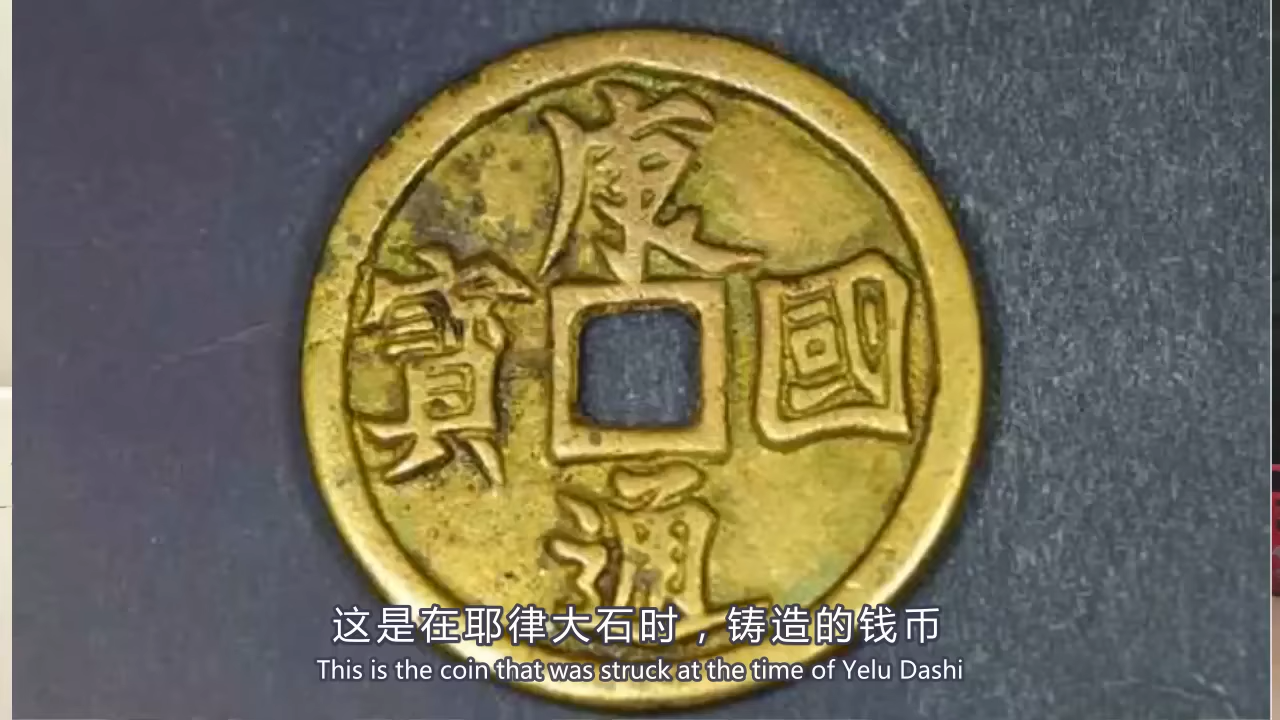 康
寶 國
通
这是在耶律大石时，铸造的钱币
This is the coin that was struck at the time of Yelu Dashi